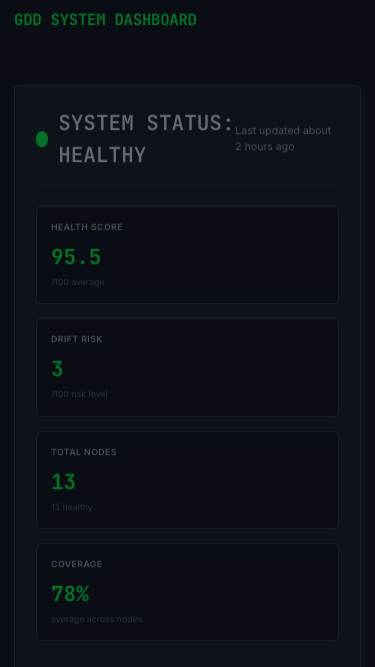 GDD SYSTEM DASHBOARD
SYSTEM STATUS:
HEALTHY
Last updated about
2 hours ago
HEALTH SCORE
95.5
/100 average
DRIFT RISK
3
/100 risk level
TOTAL NODES
13
13 healthy
COVERAGE
78%
average across nodes